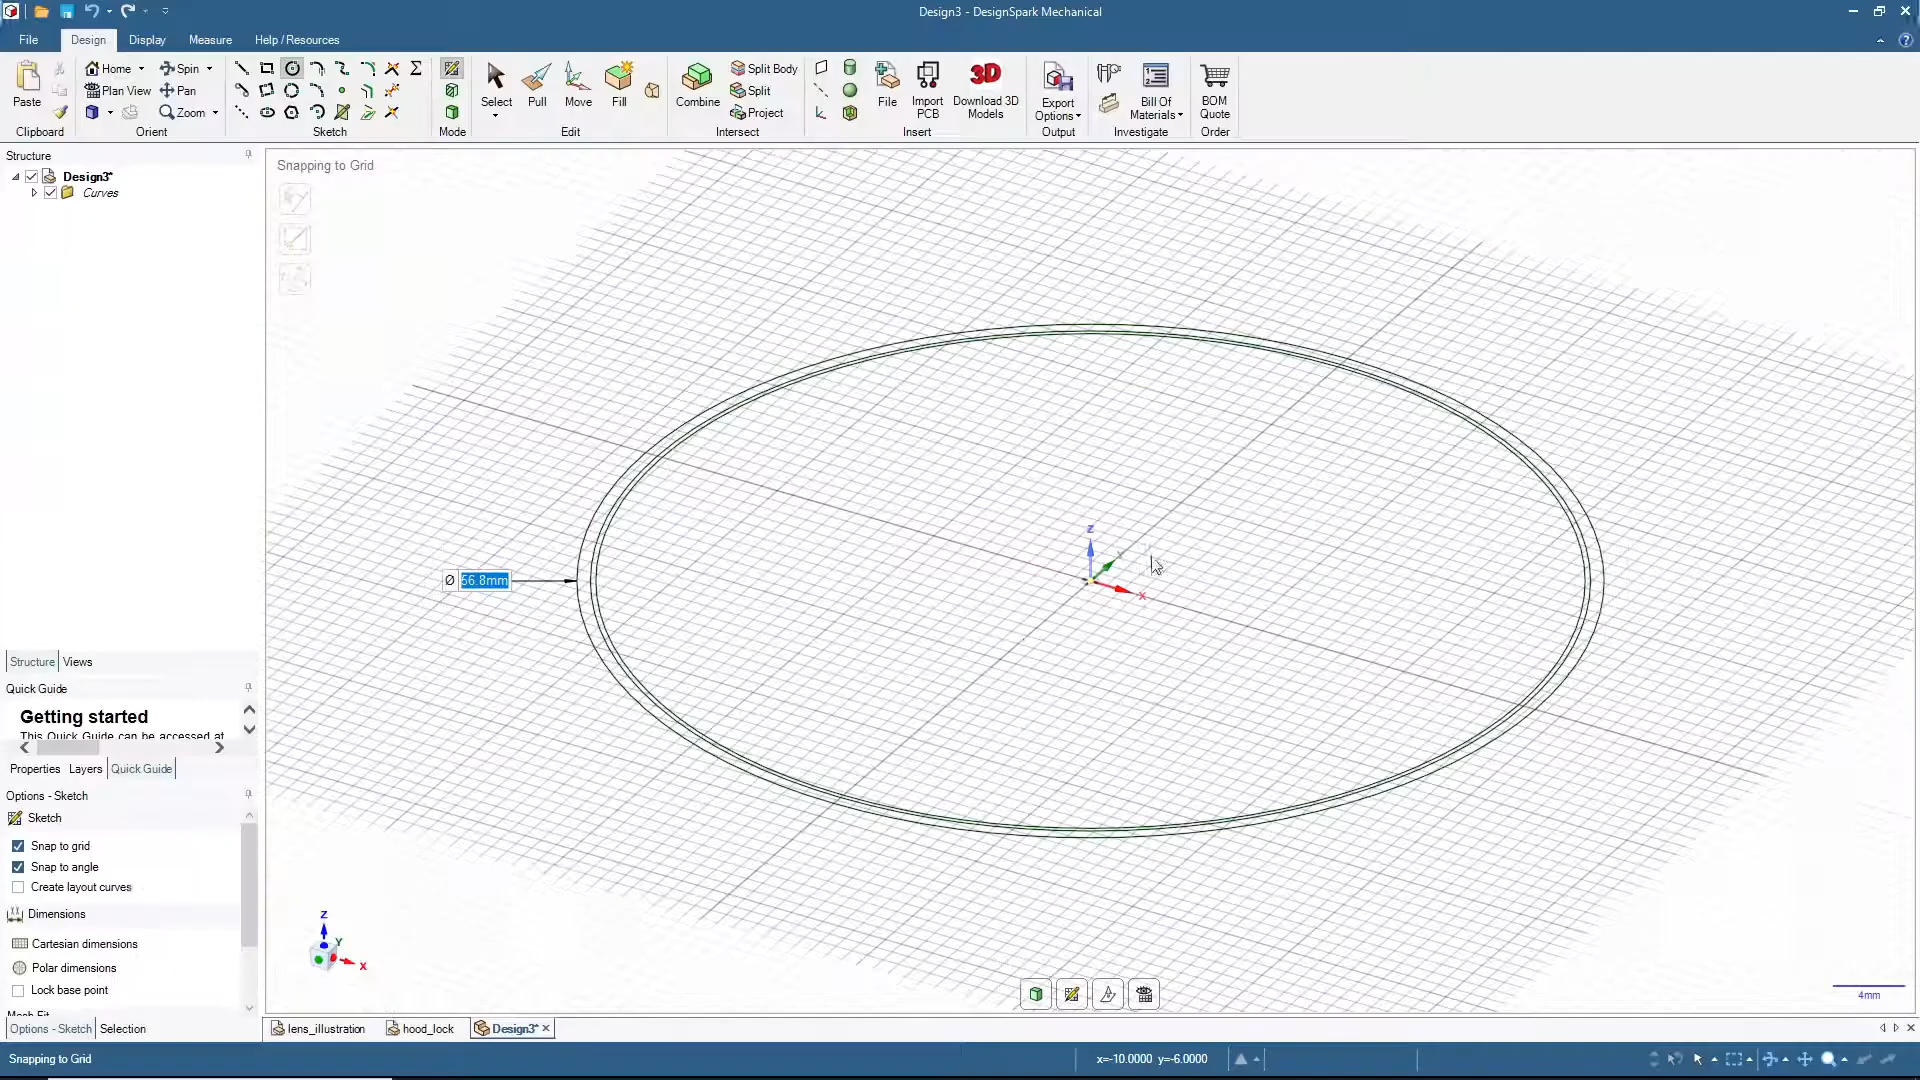 Design3 - DesignSpark Mechanical
File
Design
Display
Measure
Help / Resources
Paste
Clipboard
Home
Plan View
Spin
Pan
Zoom
Orient
Sketch
Mode
Select
Pull
Move
Fill
Edit
Combine
Split Body
Split
Project
Intersect
File
Import PCB
Download 3D Models
Insert
Export Options
Output
Bill Of Materials
Investigate
BOM Quote
Order
Structure
Design3*
Curves
Structure
Views
Quick Guide
Getting started
This Quick Guide can be accessed at
Properties
Layers
Quick Guide
Options - Sketch
Sketch
Snap to grid
Snap to angle
Create layout curves
Dimensions
Cartesian dimensions
Polar dimensions
Lock base point
Options - Sketch
Selection
Snapping to Grid
Ø 56.8mm
Z
Y
X
Z
Y
X
4mm
lens_illustration
hood_lock
Design3*
Snapping to Grid
x=-10.0000 y=-6.0000